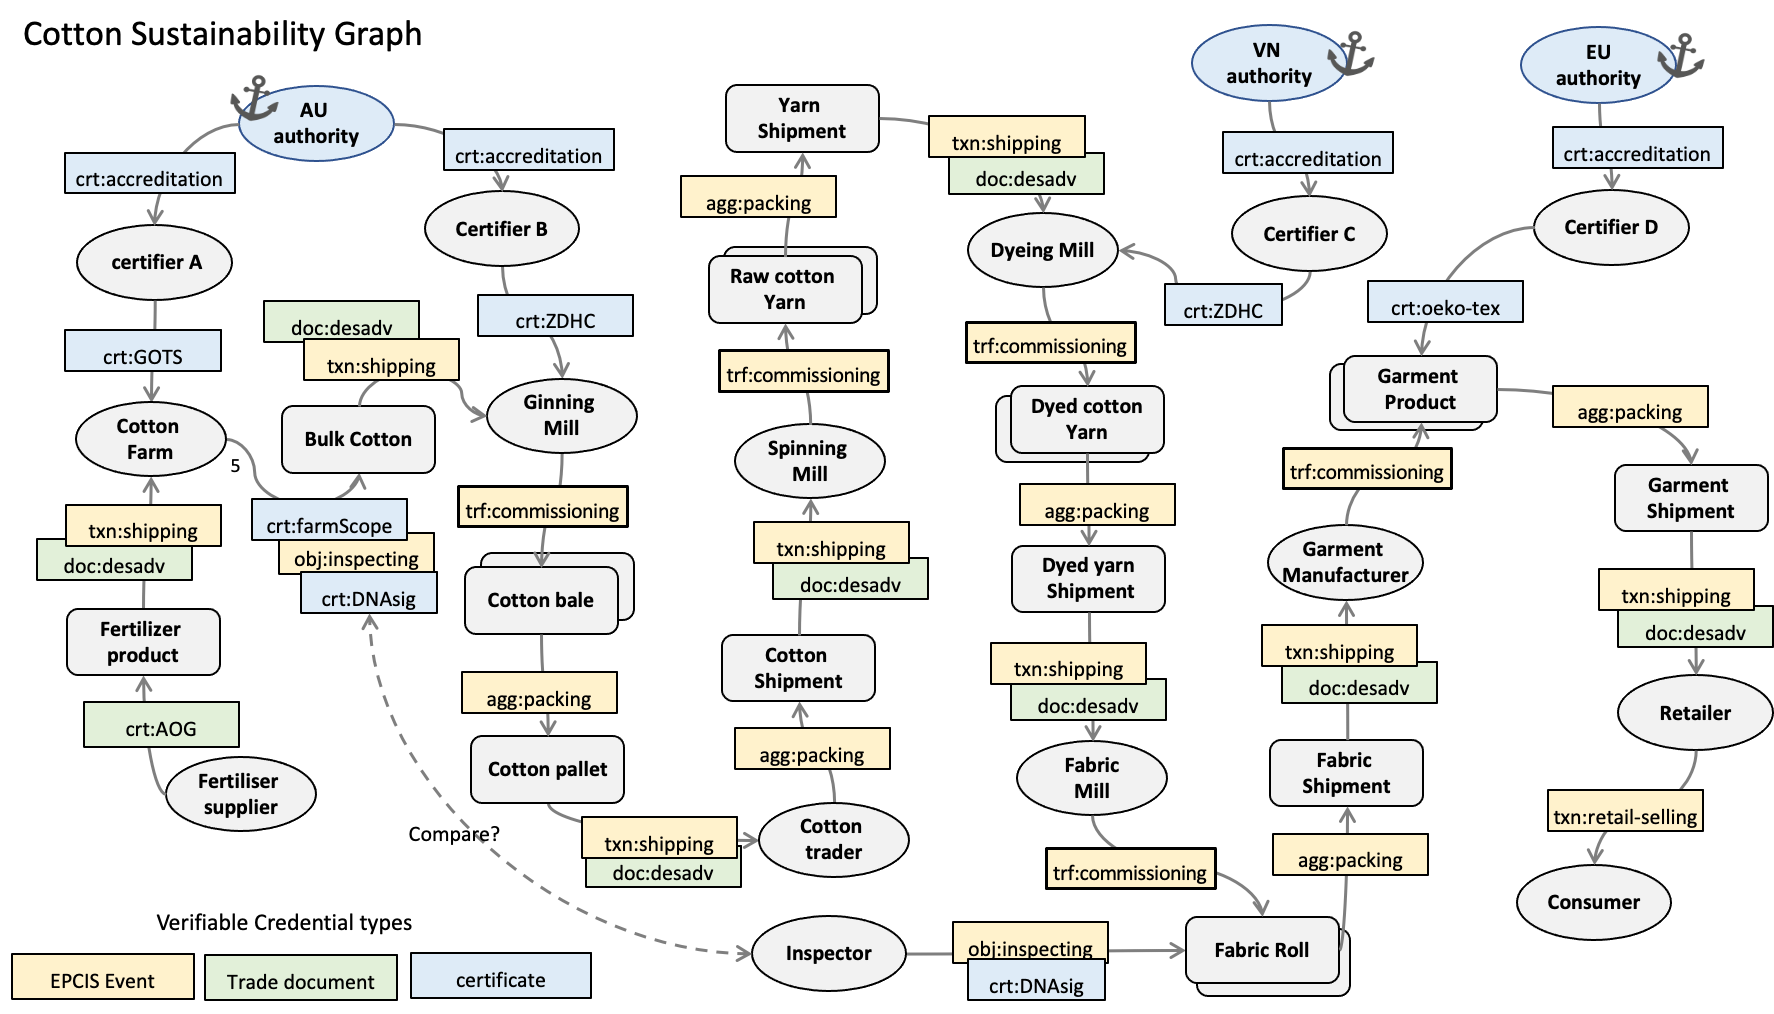 Cotton Sustainability Graph
AU
authority
crt:accreditation
crt:accreditation
certifier A
Certifier B
crt:GOTS
crt:ZDHC
doc:desadv
txn:shipping
Cotton
Farm
5
Bulk Cotton
Ginning
Mill
txn:shipping
doc:desadv
crt:farmScope
obj:inspecting
crt:DNAsig
trf:commissioning
Fertilizer
product
Cotton bale
crt:AOG
agg:packing
Fertiliser
supplier
Cotton pallet
Compare?
txn:shipping
doc:desadv
Cotton
trader
agg:packing
Cotton
Shipment
txn:shipping
doc:desadv
Spinning
Mill
trf:commissioning
Raw cotton
Yarn
agg:packing
Yarn
Shipment
txn:shipping
doc:desadv
Dyeing Mill
VN
authority
crt:accreditation
Certifier C
crt:ZDHC
trf:commissioning
Dyed cotton
Yarn
agg:packing
Dyed yarn
Shipment
txn:shipping
doc:desadv
Fabric
Mill
trf:commissioning
Inspector
obj:inspecting
crt:DNAsig
Fabric Roll
agg:packing
Fabric
Shipment
txn:shipping
doc:desadv
Garment
Manufacturer
trf:commissioning
Garment
Product
EU
authority
crt:accreditation
Certifier D
crt:oeko-tex
agg:packing
Garment
Shipment
txn:shipping
doc:desadv
Retailer
txn:retail-selling
Consumer
Verifiable Credential types
EPCIS Event
Trade document
certificate